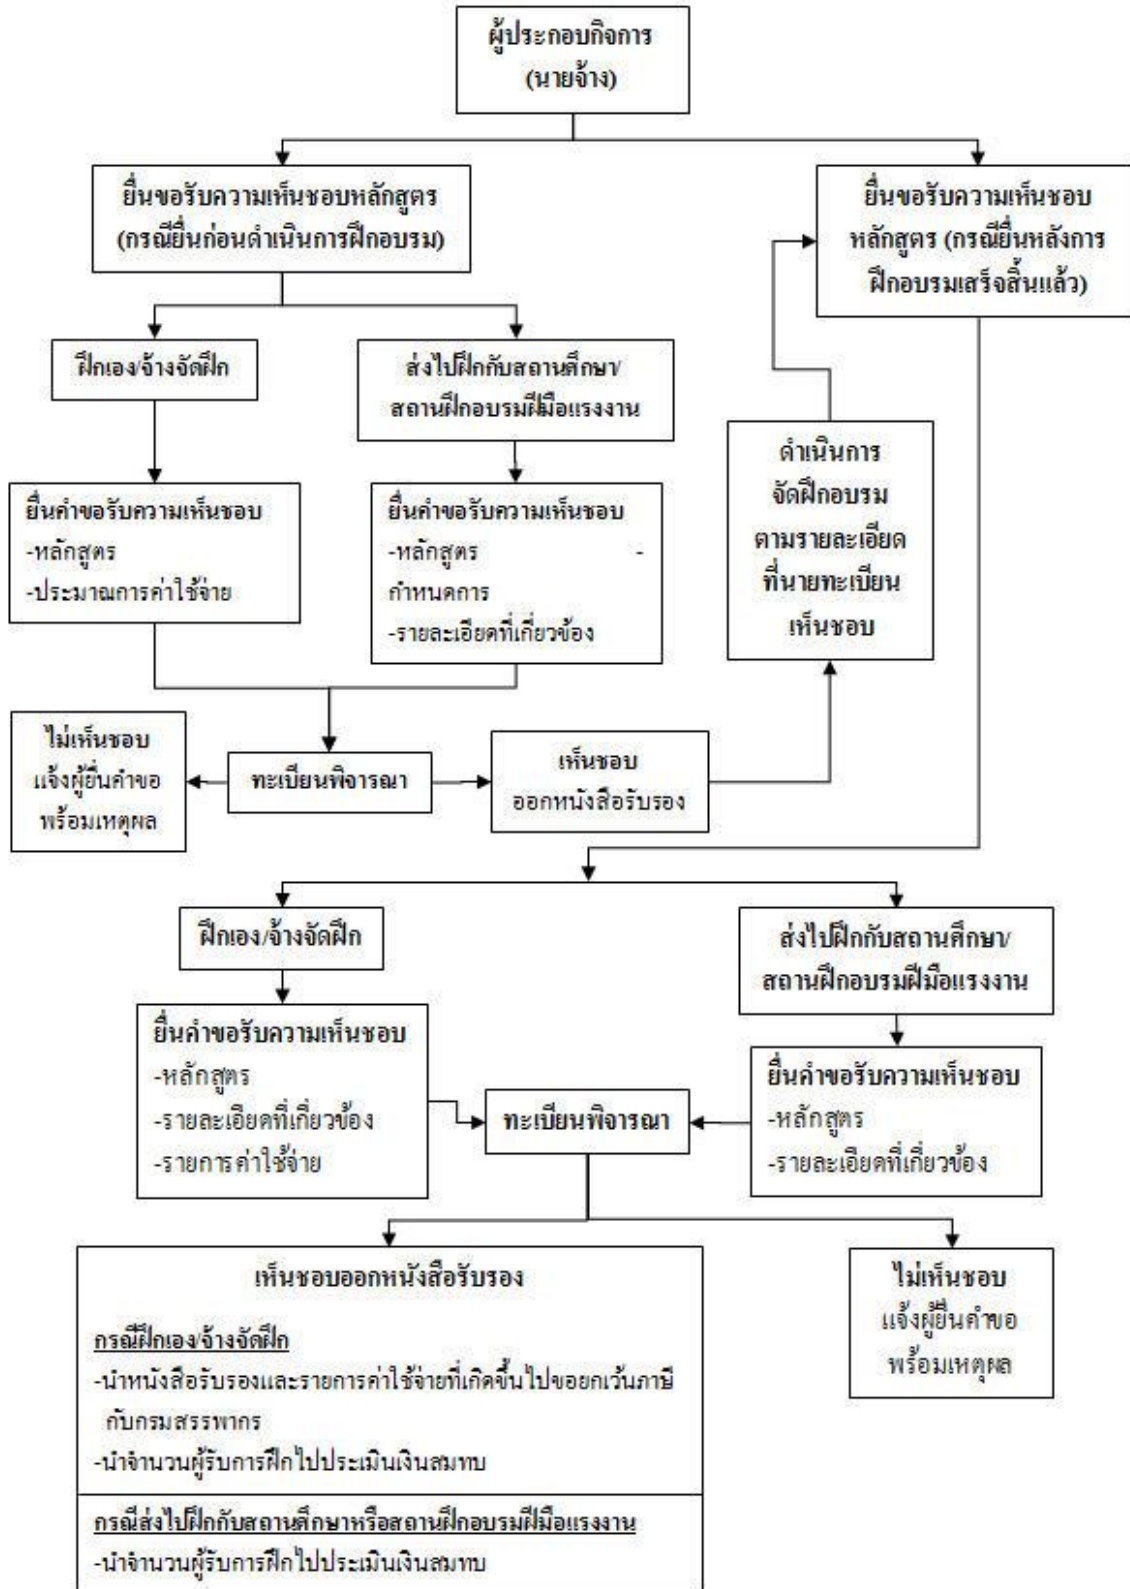 ผู้ประกอบกิจการ
(นายจ้าง)
ยื่นขอรับความเห็นชอบหลักสูตร
(กรณียื่นก่อนดำเนินการฝึกอบรม)
ยื่นขอรับความเห็นชอบ
หลักสูตร (กรณียื่นหลังการ
ฝึกอบรมเสร็จสิ้นแล้ว)
ฝึกเอง/จ้างจัดฝึก
ส่งไปฝึกกับสถานศึกษา/
สถานฝึกอบรมฝีมือแรงงาน
ยื่นคำขอรับความเห็นชอบ
-หลักสูตร
-ประมาณการค่าใช้จ่าย
ยื่นคำขอรับความเห็นชอบ
-หลักสูตร -
กำหนดการ
-รายละเอียดที่เกี่ยวข้อง
ดำเนินการ
จัดฝึกอบรม
ตามรายละเอียด
ที่นายทะเบียน
เห็นชอบ
ไม่เห็นชอบ
แจ้งผู้ยื่นคำขอ
พร้อมเหตุผล
ทะเบียนพิจารณา
เห็นชอบ
ออกหนังสือรับรอง
ฝึกเอง/จ้างจัดฝึก
ส่งไปฝึกกับสถานศึกษา/
สถานฝึกอบรมฝีมือแรงงาน
ยื่นคำขอรับความเห็นชอบ
-หลักสูตร
-รายละเอียดที่เกี่ยวข้อง
-รายการค่าใช้จ่าย
ทะเบียนพิจารณา
ยื่นคำขอรับความเห็นชอบ
-หลักสูตร
-รายละเอียดที่เกี่ยวข้อง
เห็นชอบออกหนังสือรับรอง
กรณีฝึกเอง/จ้างจัดฝึก
-นำหนังสือรับรองและรายการค่าใช้จ่ายที่เกิดขึ้นไปขอยกเว้นภาษี
กับกรมสรรพากร
-นำจำนวนผู้รับการฝึกไปประเมินเงินสมทบ
กรณีส่งไปฝึกกับสถานศึกษาหรือสถานฝึกอบรมฝีมือแรงงาน
-นำจำนวนผู้รับการฝึกไปประเมินเงินสมทบ
ไม่เห็นชอบ
แจ้งผู้ยื่นคำขอ
พร้อมเหตุผล